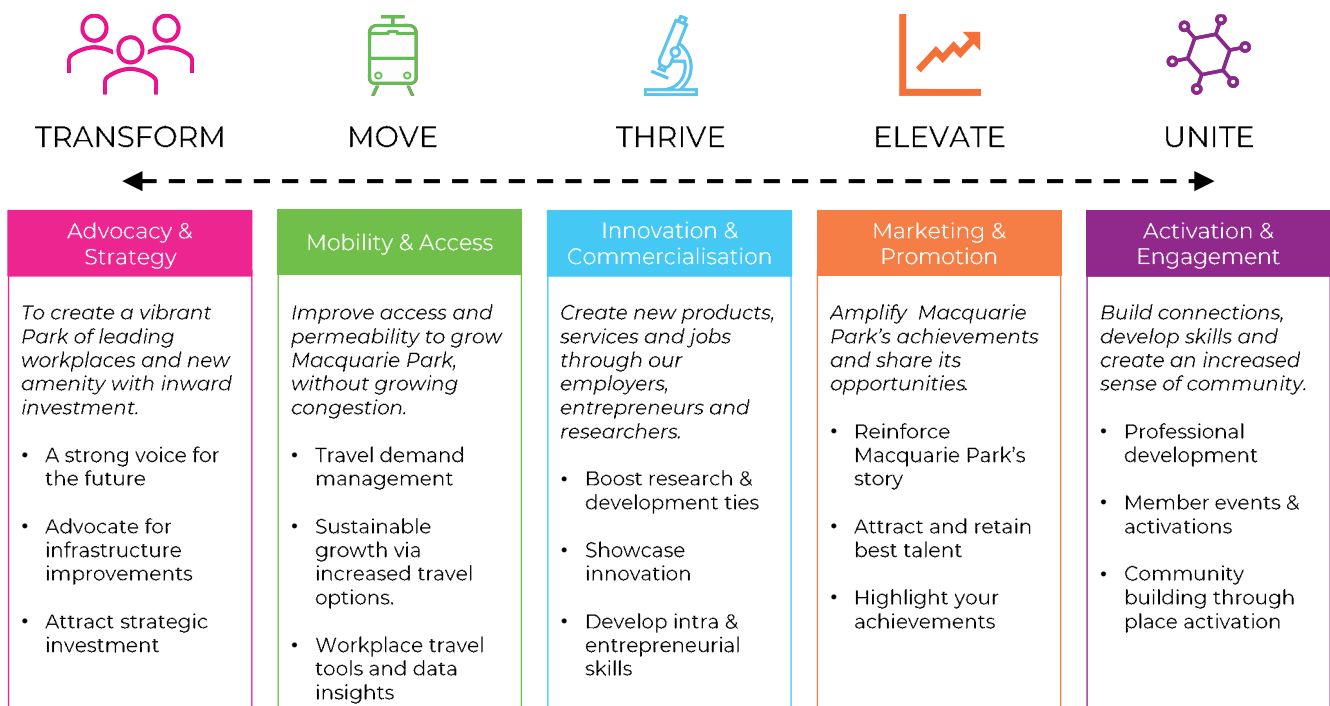 TRANSFORM
MOVE
THRIVE
ELEVATE
UNITE
Advocacy &
Strategy
To create a vibrant
Park of leading
workplaces and new
amenity with inward
investment.
• A strong voice for
the future
• Advocate for
infrastructure
improvements
• Attract strategic
investment
Mobility & Access
Improve access and
permeability to grow
Macquarie Park,
without growing
congestion.
• Travel demand
management
• Sustainable
growth via
increased travel
options.
• Workplace travel
tools and data
insights
Innovation &
Commercialisation
Create new products,
services and jobs
through our
employers,
entrepreneurs and
researchers.
• Boost research &
development ties
• Showcase
innovation
• Develop intra &
entrepreneurial
skills
Marketing &
Promotion
Amplify Macquarie
Park's achievements
and share its
opportunities.
• Reinforce
Macquarie Park's
story
• Attract and retain
best talent
• Highlight your
achievements
Activation &
Engagement
Build connections,
develop skills and
create an increased
sense of community.
• Professional
development
• Member events &
activations
• Community
building through
place activation